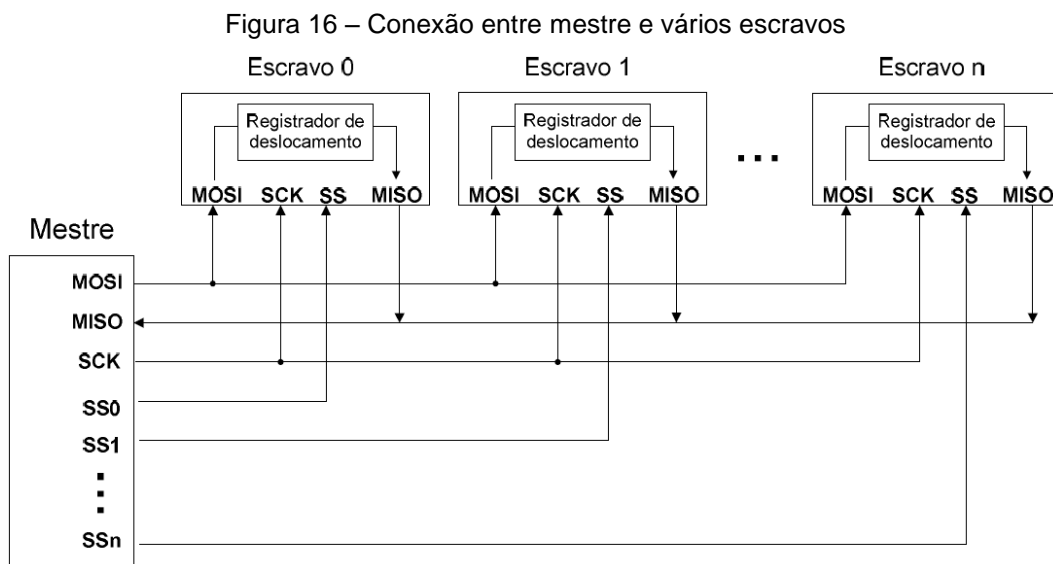 Figura 16 – Conexão entre mestre e vários escravos
Escravo 0
Escravo 1
Escravo n
Registrador de
deslocamento
Registrador de
deslocamento
Registrador de
deslocamento
...
MOSI SCK SS MISO
MOSI SCK SS MISO
MOSI SCK SS MISO
Mestre
MOSI
MISO
SCK
SS0
SS1
SSn